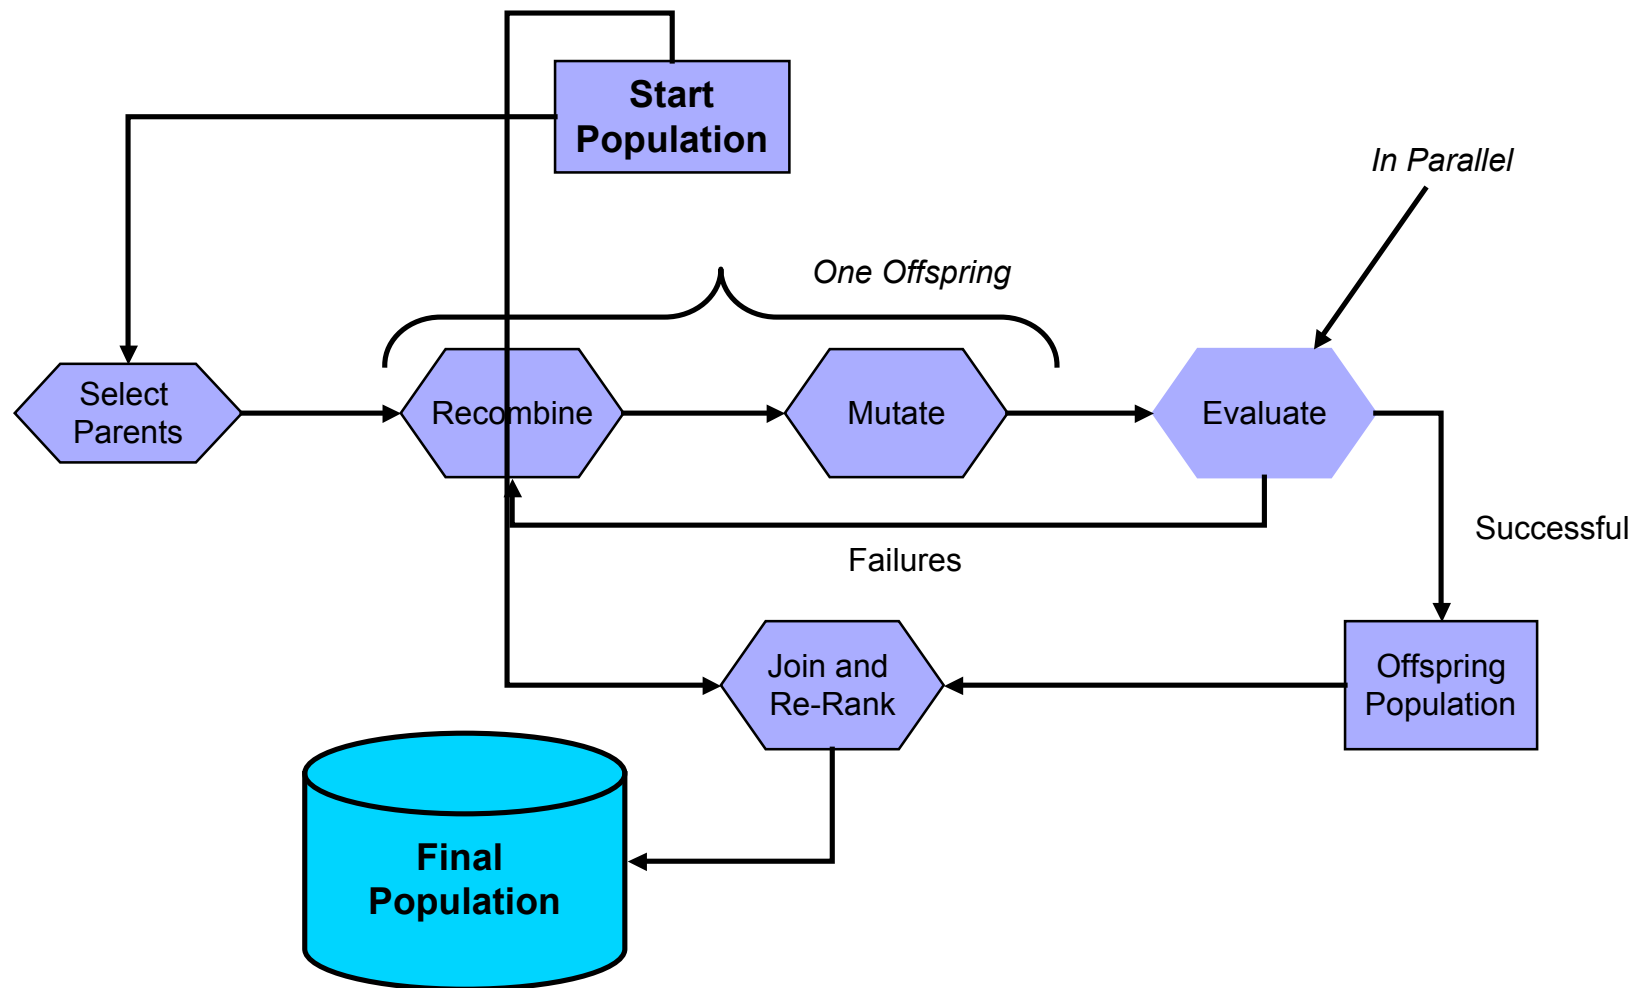 Start
Population
In Parallel
One Offspring
Select
Parents
Recombine
Mutate
Evaluate
Successful
Failures
Join and
Re-Rank
Offspring
Population
Final
Population